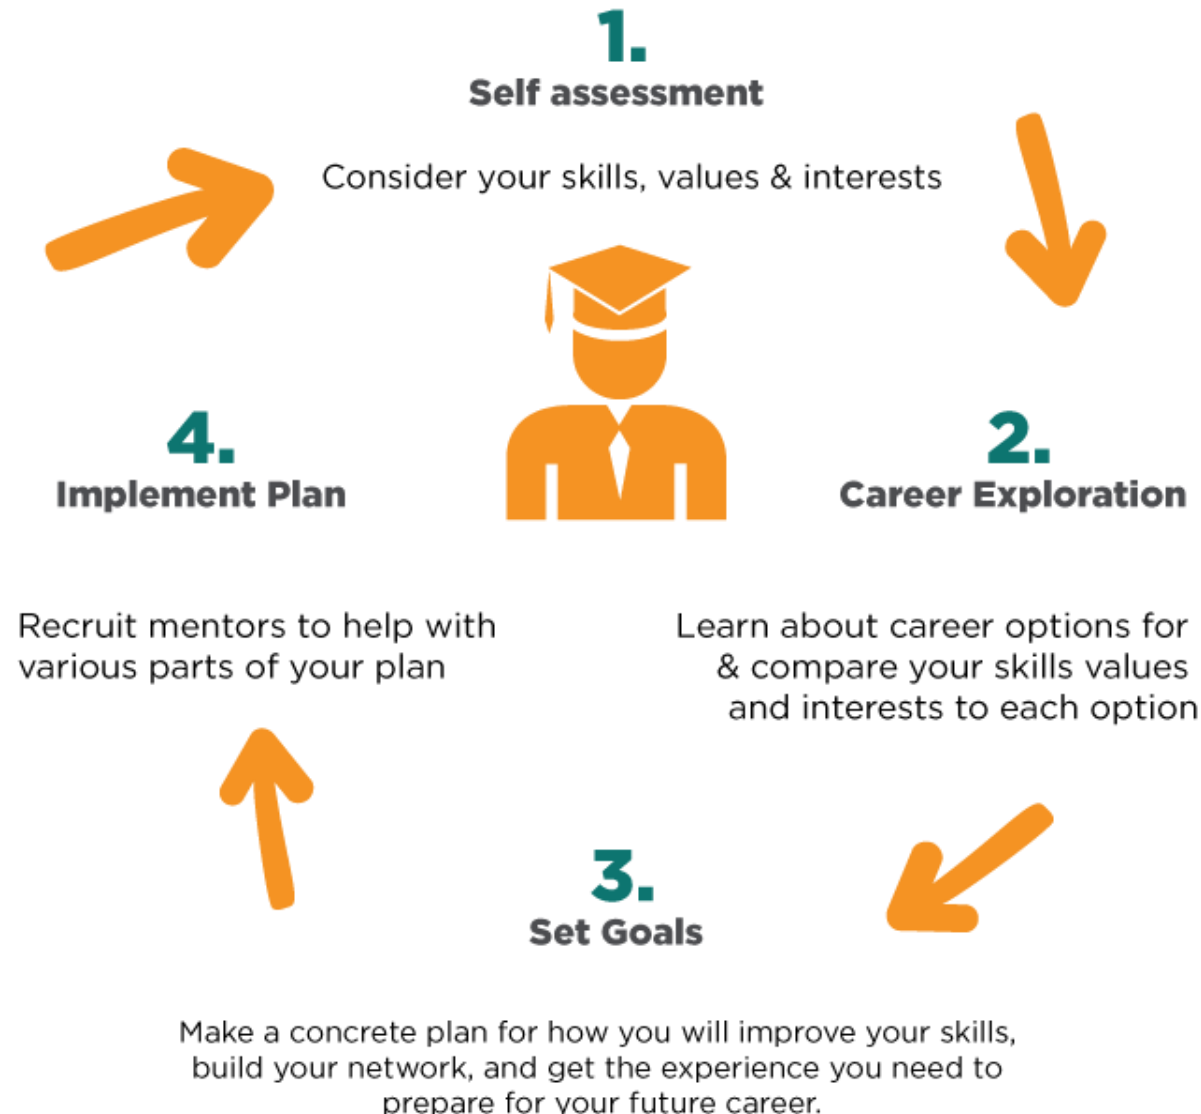 1.
Self assessment
Consider your skills, values & interests
2.
Career Exploration
Learn about career options for
& compare your skills values
and interests to each option
3.
Set Goals
Make a concrete plan for how you will improve your skills,
build your network, and get the experience you need to
prepare for your future career.
4.
Implement Plan
Recruit mentors to help with
various parts of your plan